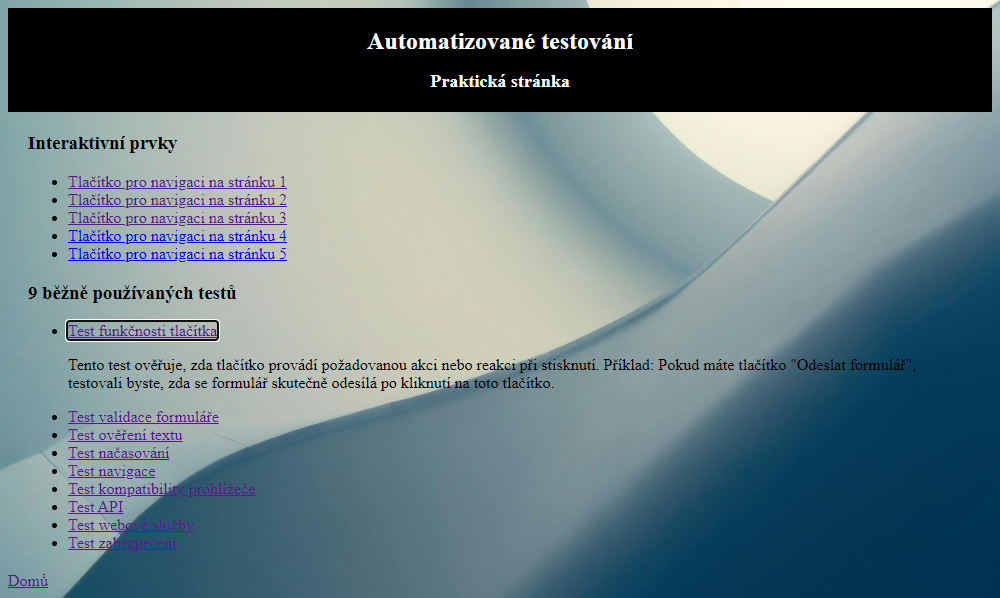 Automatizované testování
Praktická stránka
Interaktivní prvky
Tlačítko pro navigaci na stránku 1
Tlačítko pro navigaci na stránku 2
Tlačítko pro navigaci na stránku 3
Tlačítko pro navigaci na stránku 4
Tlačítko pro navigaci na stránku 5
9 běžně používaných testů
Test funkčnosti tlačítka
Tento test ověřuje, zda tlačítko provádí požadovanou akci nebo reakci při stisknutí. Příklad: Pokud máte tlačítko "Odeslat formulář",
testovali byste, zda se formulář skutečně odesílá po kliknutí na toto tlačítko.
Test validace formuláře
Test ověření textu
Test načasování
Test navigace
Test kompatibility prohlížeče
Test API
Test webové služby
Test zabezpečení
Domů